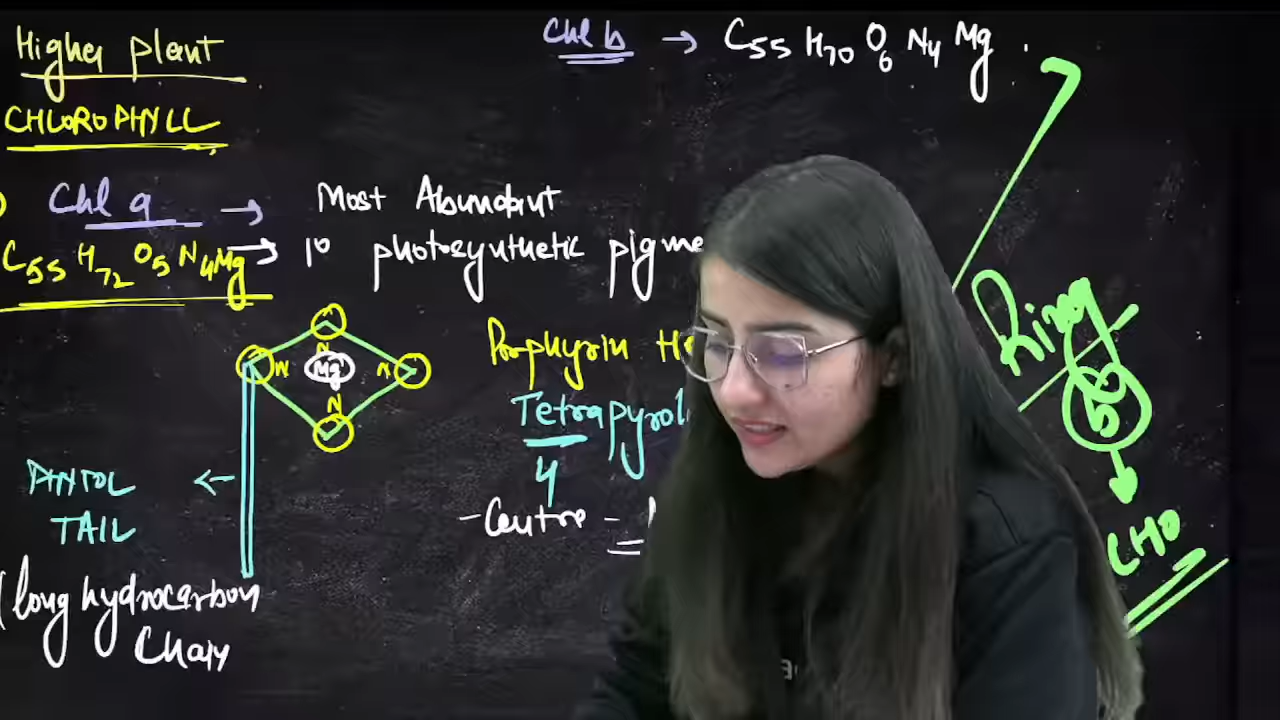 Higher plant
CHLOROPHYLL
Chl b → C55 H70 O6 N4 Mg.
Chl a → Most Abundant
C55 H72 O5 N4 Mg → 1° photosynthetic pigme
N
N Mg N
N
Porphyrin H
Tetrapyrol
4
-Centre -
PHYTOL ←
TAIL
(long hydrocarbon
Chain
Ring
CHO